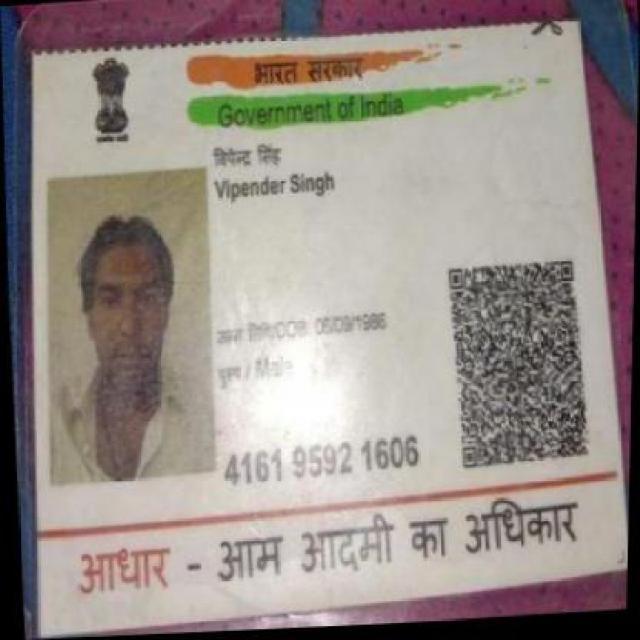 भारत सरकार
Government of India
विपेन्द्र सिंह
Vipender Singh
जन्म तिथि/DOB: 05/09/1986
पुरुष / Male
4161 9592 1606
आधार - आम आदमी का अधिकार